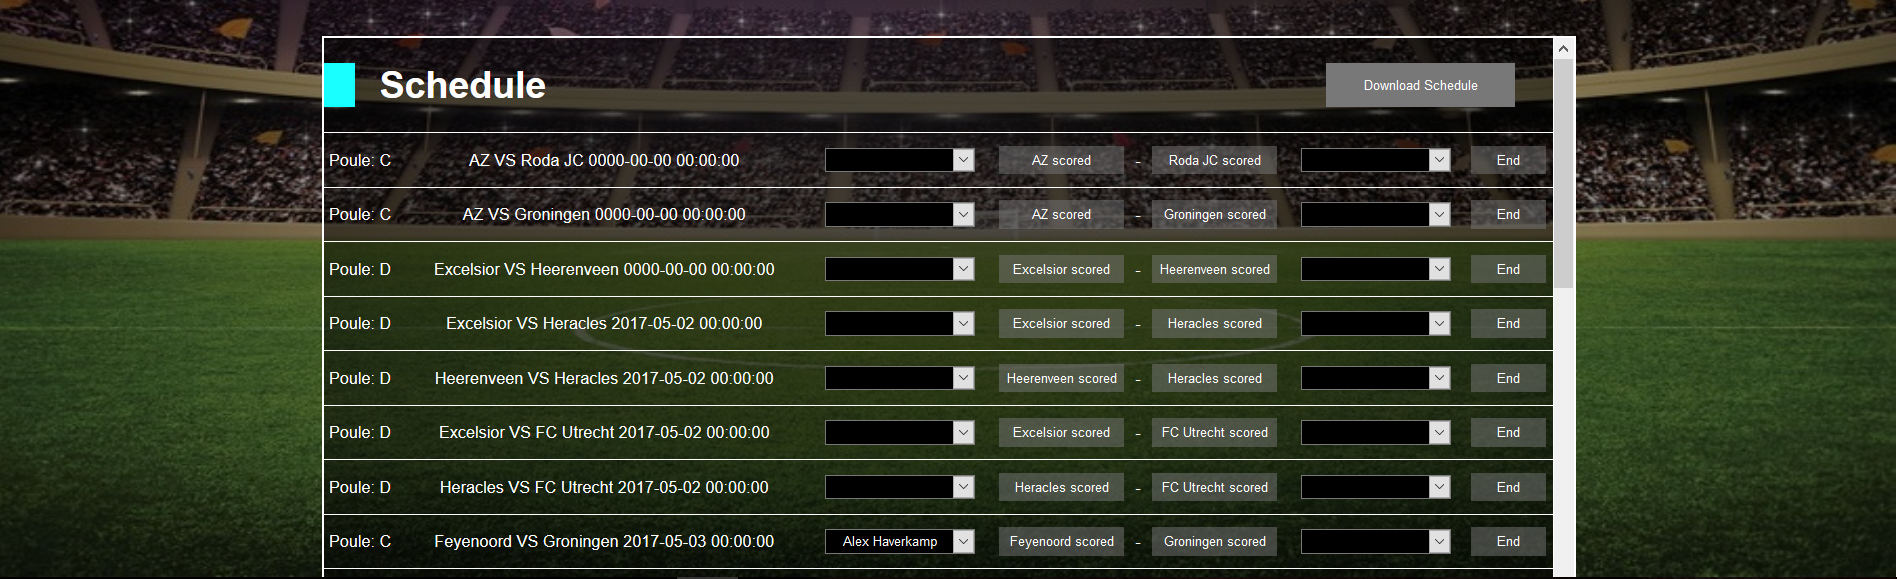 Schedule
Download Schedule
Poule: C AZ VS Roda JC 0000-00-00 00:00:00 AZ scored - Roda JC scored End
Poule: C AZ VS Groningen 0000-00-00 00:00:00 AZ scored - Groningen scored End
Poule: D Excelsior VS Heerenveen 0000-00-00 00:00:00 Excelsior scored - Heerenveen scored End
Poule: D Excelsior VS Heracles 2017-05-02 00:00:00 Excelsior scored - Heracles scored End
Poule: D Heerenveen VS Heracles 2017-05-02 00:00:00 Heerenveen scored - Heracles scored End
Poule: D Excelsior VS FC Utrecht 2017-05-02 00:00:00 Excelsior scored - FC Utrecht scored End
Poule: D Heracles VS FC Utrecht 2017-05-02 00:00:00 Heracles scored - FC Utrecht scored End
Poule: C Feyenoord VS Groningen 2017-05-03 00:00:00 Alex Haverkamp Feyenoord scored - Groningen scored End